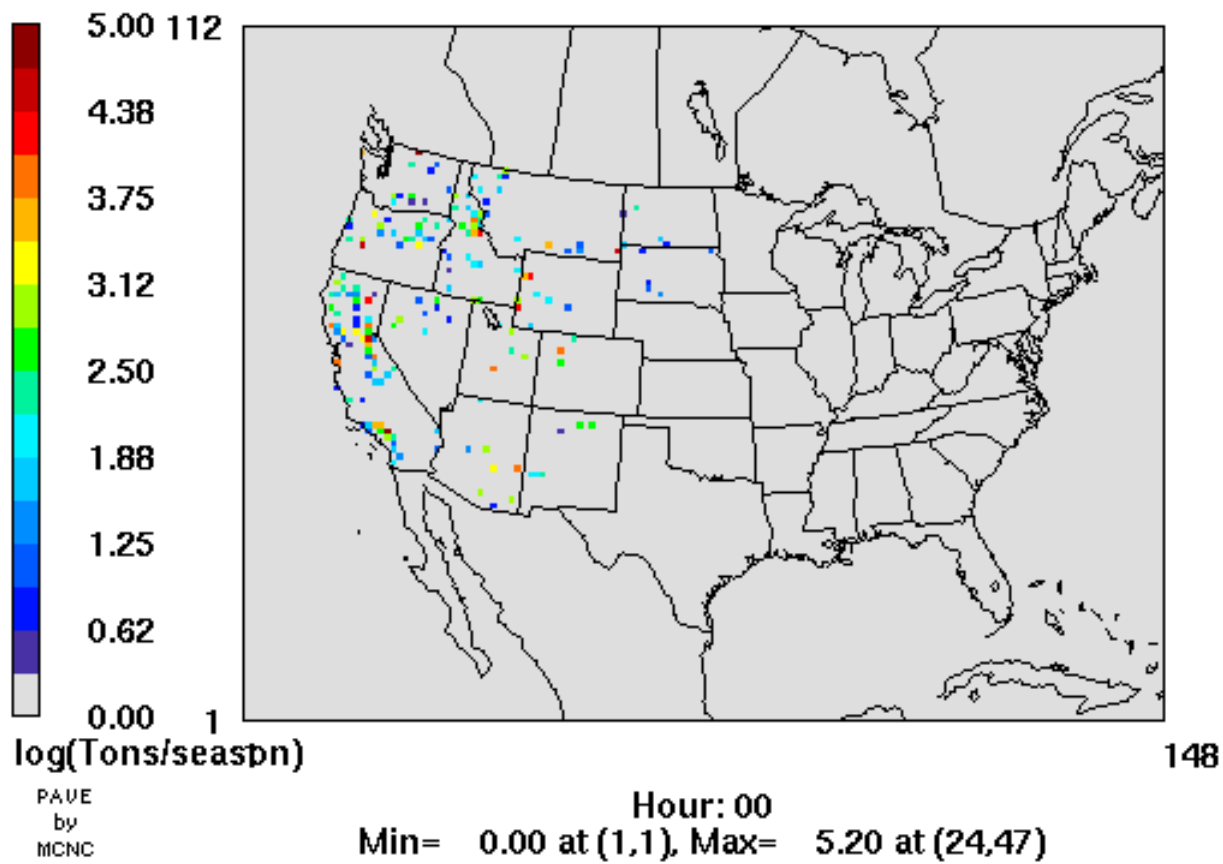 5.00 112
4.38
3.75
3.12
2.50
1.88
1.25
0.62
0.00 1
log(Tons/season) 1 148
PAVE
by
MCNC
Hour: 00
Min= 0.00 at (1,1), Max= 5.20 at (24,47)